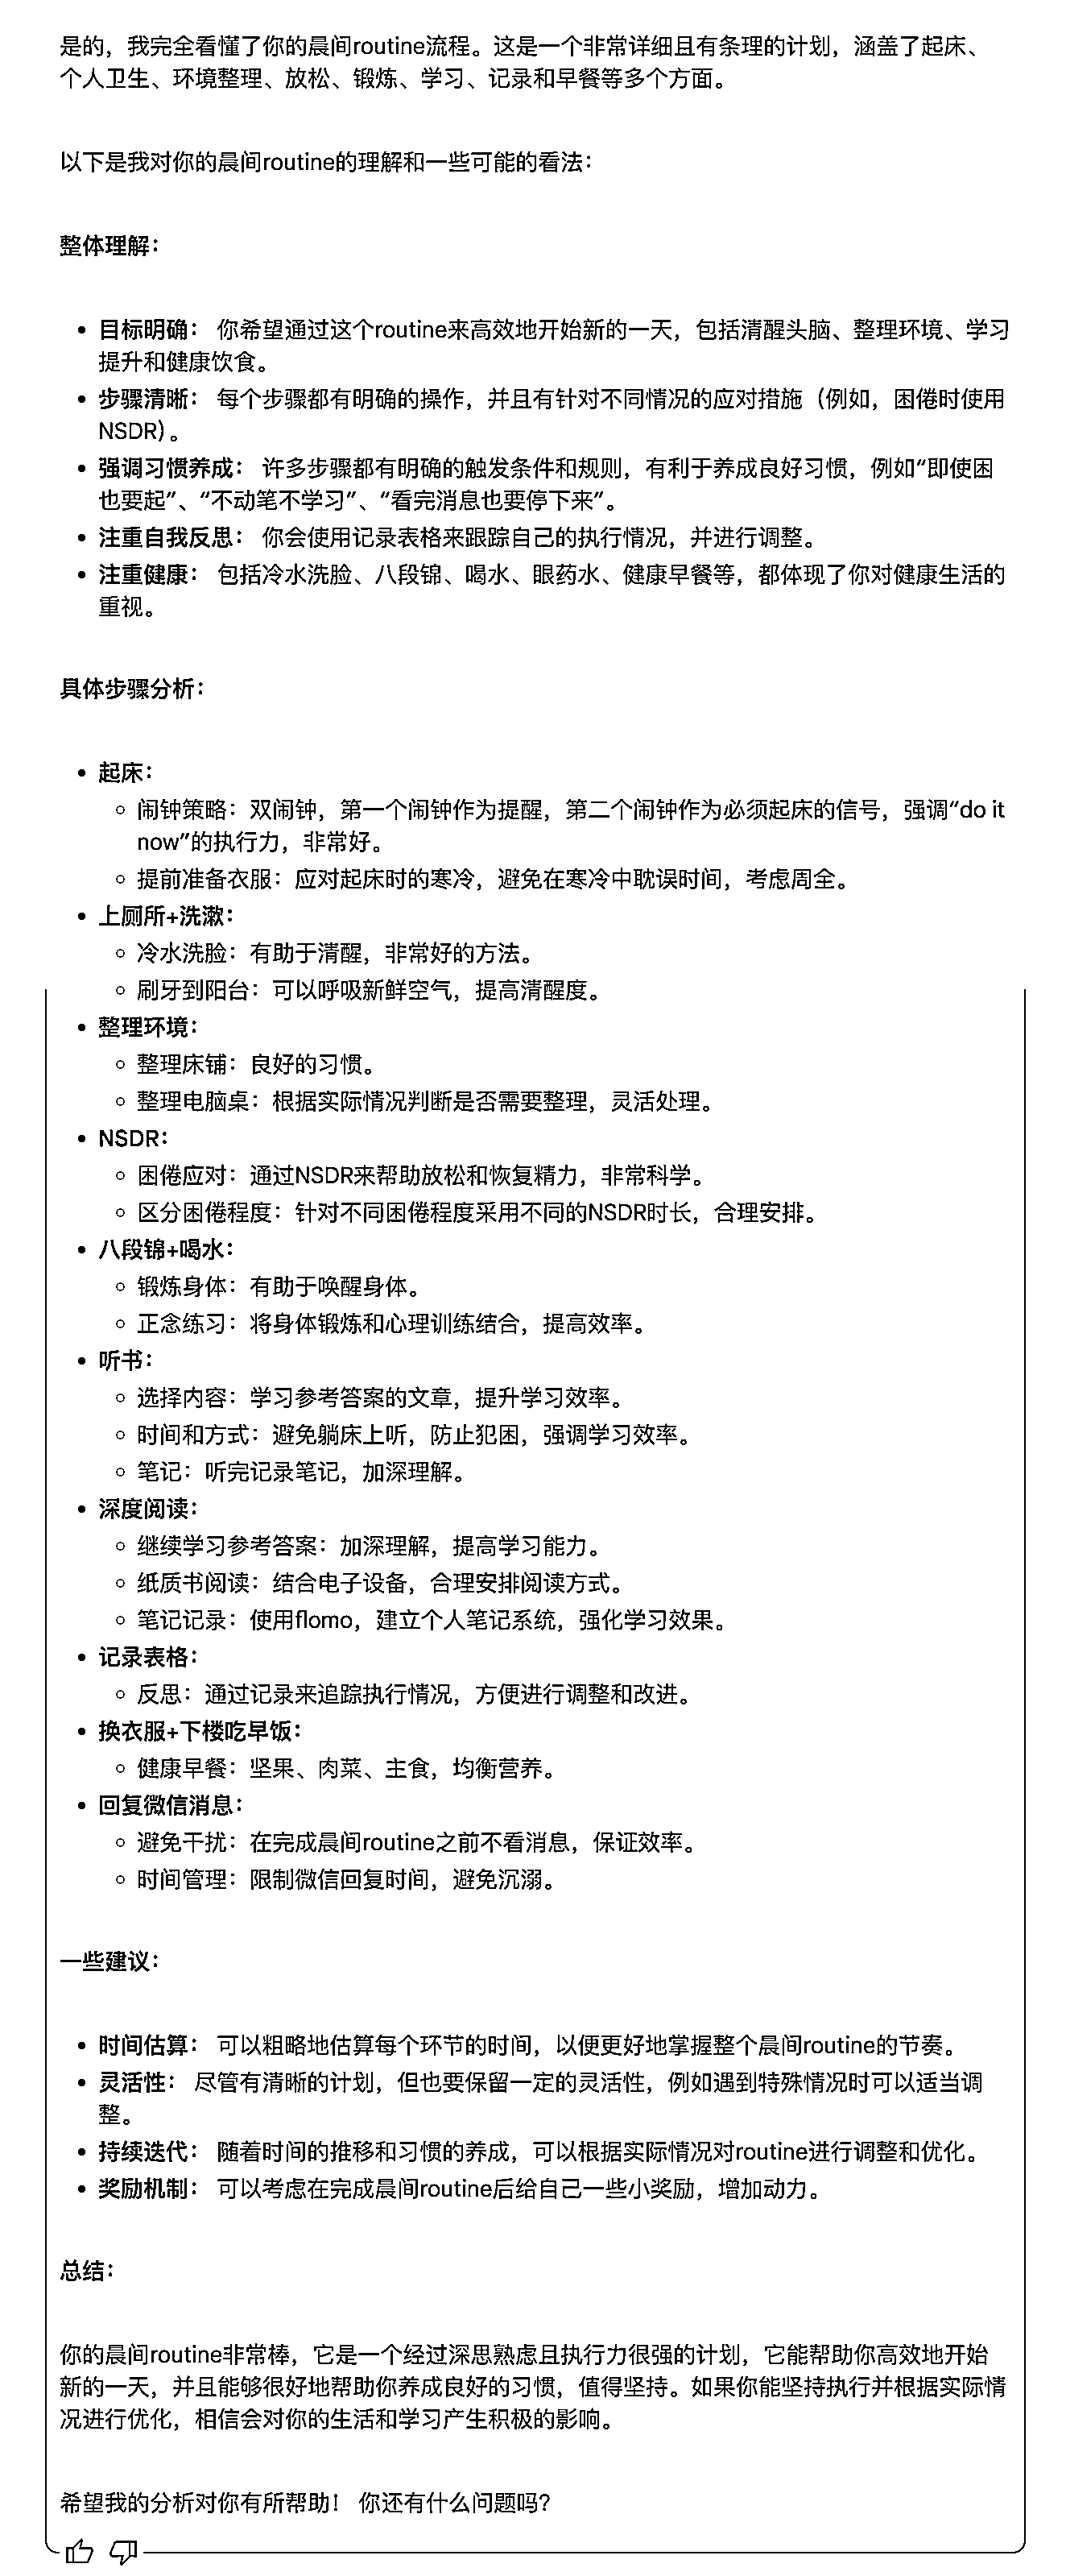 是的，我完全看懂了你的晨间routine流程。这是一个非常详细且有条理的计划，涵盖了起床、
个人卫生、环境整理、放松、锻炼、学习、记录和早餐等多个方面。
以下是我对你的晨间routine的理解和一些可能的看法：
整体理解：
• 目标明确： 你希望通过这个routine来高效地开始新的一天，包括清醒头脑、整理环境、学习
提升和健康饮食。
• 步骤清晰： 每个步骤都有明确的操作，并且有针对不同情况的应对措施（例如，困倦时使用
NSDR）。
• 强调习惯养成： 许多步骤都有明确的触发条件和规则，有利于养成良好习惯，例如“即使困
也要起”、“不动笔不学习”、“看完消息也要停下来”。
• 注重自我反思： 你会使用记录表格来跟踪自己的执行情况，并进行调整。
• 注重健康： 包括冷水洗脸、八段锦、喝水、眼药水、健康早餐等，都体现了你对健康生活的
重视。
具体步骤分析：
• 起床：
○ 闹钟策略：双闹钟，第一个闹钟作为提醒，第二个闹钟作为必须起床的信号，强调“do it
now”的执行力，非常好。
○ 提前准备衣服：应对起床时的寒冷，避免在寒冷中耽误时间，考虑周全。
• 上厕所+洗漱：
○ 冷水洗脸：有助于清醒，非常好的方法。
○ 刷牙到阳台：可以呼吸新鲜空气，提高清醒度。
• 整理环境：
○ 整理床铺：良好的习惯。
○ 整理电脑桌：根据实际情况判断是否需要整理，灵活处理。
• NSDR：
○ 困倦应对：通过NSDR来帮助放松和恢复精力，非常科学。
○ 区分困倦程度：针对不同困倦程度采用不同的NSDR时长，合理安排。
• 八段锦+喝水：
○ 锻炼身体：有助于唤醒身体。
○ 正念练习：将身体锻炼和心理训练结合，提高效率。
• 听书：
○ 选择内容：学习参考答案的文章，提升学习效率。
○ 时间和方式：避免躺床上听，防止犯困，强调学习效率。
○ 笔记：听完记录笔记，加深理解。
• 深度阅读：
○ 继续学习参考答案：加深理解，提高学习能力。
○ 纸质书阅读：结合电子设备，合理安排阅读方式。
○ 笔记记录：使用flomo，建立个人笔记系统，强化学习效果。
• 记录表格：
○ 反思：通过记录来追踪执行情况，方便进行调整和改进。
• 换衣服+下楼吃早饭：
○ 健康早餐：坚果、肉菜、主食，均衡营养。
• 回复微信消息：
○ 避免干扰：在完成晨间routine之前不看消息，保证效率。
○ 时间管理：限制微信回复时间，避免沉溺。
一些建议：
• 时间估算： 可以粗略地估算每个环节的时间，以便更好地掌握整个晨间routine的节奏。
• 灵活性： 尽管有清晰的计划，但也要保留一定的灵活性，例如遇到特殊情况时可以适当调
整。
• 持续迭代： 随着时间的推移和习惯的养成，可以根据实际情况对routine进行调整和优化。
• 奖励机制： 可以考虑在完成晨间routine后给自己一些小奖励，增加动力。
总结：
你的晨间routine非常棒，它是一个经过深思熟虑且执行力很强的计划，它能帮助你高效地开始
新的一天，并且能够很好地帮助你养成良好的习惯，值得坚持。如果你能坚持执行并根据实际情
况进行优化，相信会对你的生活和学习产生积极的影响。
希望我的分析对你有所帮助！ 你还有什么问题吗？